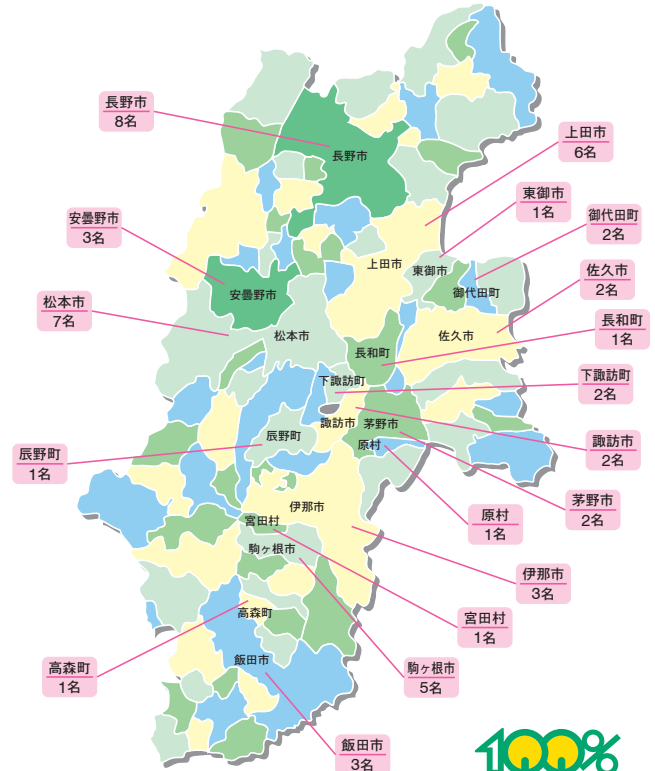 長野市
8名
上田市
6名
長野市
東御市
1名
安曇野市
3名
御代田町
2名
上田市
東御市
佐久市
2名
御代田町
安曇野市
松本市
7名
長和町
1名
松本市
佐久市
長和町
下諏訪町
2名
下諏訪町
諏訪市
茅野市
辰野町
原村
諏訪市
2名
辰野町
1名
茅野市
2名
伊那市
原村
1名
宮田村
駒ヶ根市
伊那市
3名
高森町
宮田村
1名
飯田市
高森町
1名
駒ヶ根市
5名
飯田市
3名
100%